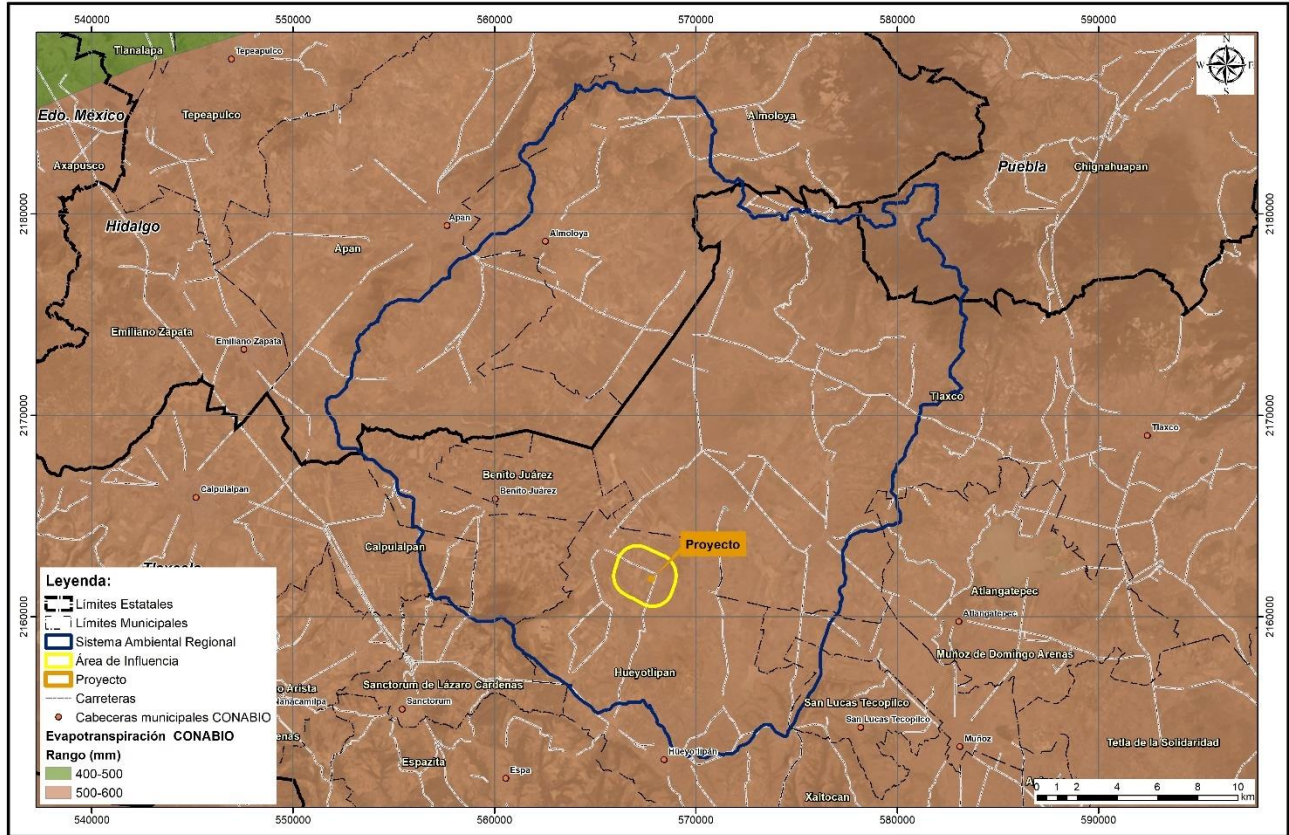 540000
550000
560000
570000
580000
590000
Tlanalapa
Tepeapulco
N
W
E
S
Edo. México
Tepeapulco
Almoloya
Axapusco
Puebla
Chignahuapan
2180000
Hidalgo
Apan
Almoloya
Apan
2180000
Emiliano Zapata
Emiliano Zapata
Tlaxco
2170000
Tlaxco
2170000
Benito Juárez
Benito Juárez
Calpulalpan
Calpulalpan
Proyecto
Tlaxcala
Atlangatepec
Atlangatepec
2160000
2160000
Muñoz de Domingo Arenas
Hueyotlipan
Sanctorum de Lázaro Cárdenas
Nanacamilpa
Sanctorum
San Lucas Tecopilco
San Lucas Tecopilco
Muñoz
Tetla de la Solidaridad
Hueyotlipan
Espazita
Espa
Xaltocan
Leyenda:
Límites Estatales
Límites Municipales
Sistema Ambiental Regional
Área de Influencia
Proyecto
Carreteras
Cabeceras municipales CONABIO
Evapotranspiración CONABIO
Rango (mm)
400-500
500-600
0 1 2 4 6 8 10
km
540000
550000
560000
570000
580000
590000